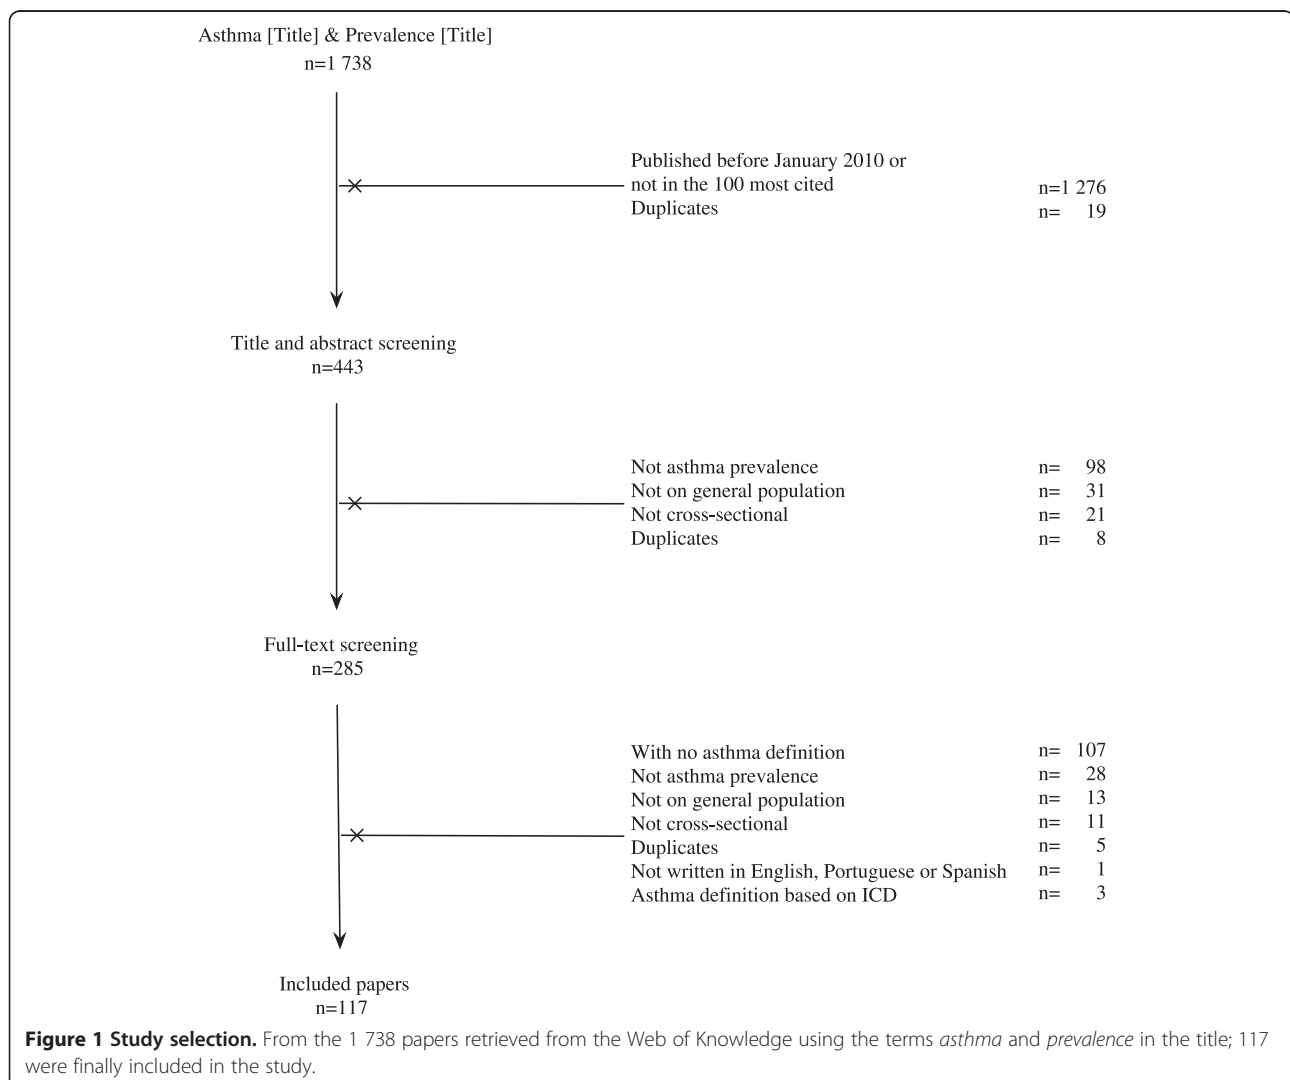 Asthma [Title] & Prevalence [Title]
n=1 738
Published before January 2010 or
not in the 100 most cited n=1 276
Duplicates n= 19
Title and abstract screening
n=443
Not asthma prevalence n= 98
Not on general population n= 31
Not cross-sectional n= 21
Duplicates n= 8
Full-text screening
n=285
With no asthma definition n= 107
Not asthma prevalence n= 28
Not on general population n= 13
Not cross-sectional n= 11
Duplicates n= 5
Not written in English, Portuguese or Spanish n= 1
Asthma definition based on ICD n= 3
Included papers
n=117
Figure 1 Study selection. From the 1 738 papers retrieved from the Web of Knowledge using the terms asthma and prevalence in the title; 117
were finally included in the study.